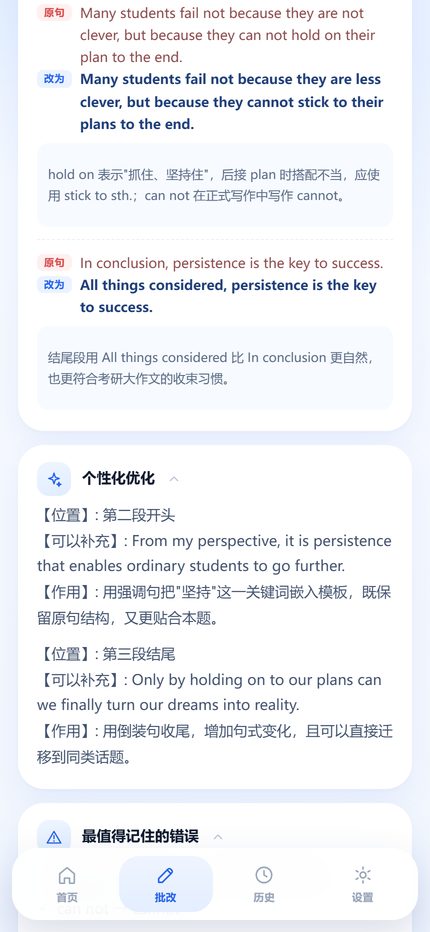 原句 Many students fail not because they are not
clever, but because they can not hold on their
plan to the end.
改为 Many students fail not because they are less
clever, but because they cannot stick to their
plans to the end.
hold on 表示"抓住、坚持住"，后接 plan 时搭配不当，应使
用 stick to sth.；can not 在正式写作中写作 cannot。
原句 In conclusion, persistence is the key to success.
改为 All things considered, persistence is the key
to success.
结尾段用 All things considered 比 In conclusion 更自然，
也更符合考研大作文的收束习惯。
个性化优化
【位置】: 第二段开头
【可以补充】: From my perspective, it is persistence
that enables ordinary students to go further.
【作用】: 用强调句把"坚持"这一关键词嵌入模板，既保
留原句结构，又更贴合本题。
【位置】: 第三段结尾
【可以补充】: Only by holding on to our plans can
we finally turn our dreams into reality.
【作用】: 用倒装句收尾，增加句式变化，且可以直接迁
移到同类话题。
最值得记住的错误
首页 批改 历史 设置